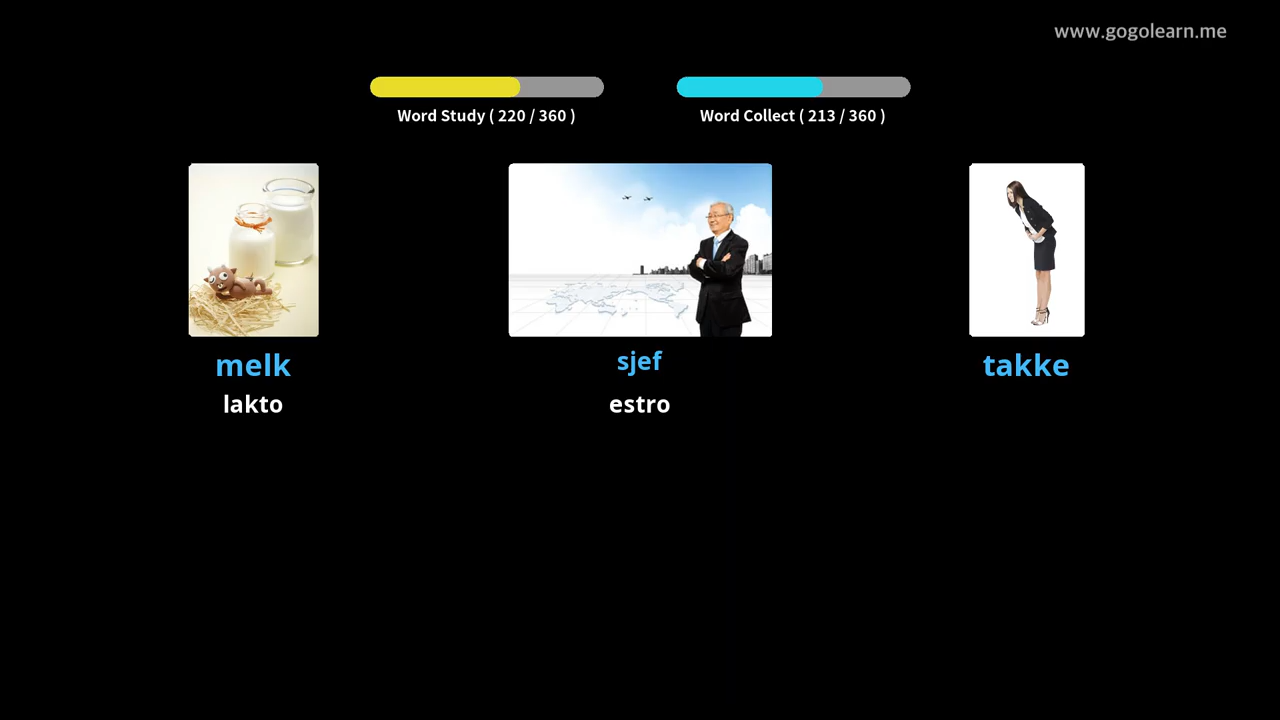 www.gogolearn.me
Word Study ( 220 / 360 )
Word Collect ( 213 / 360 )
melk
sjef
takke
lakto
estro